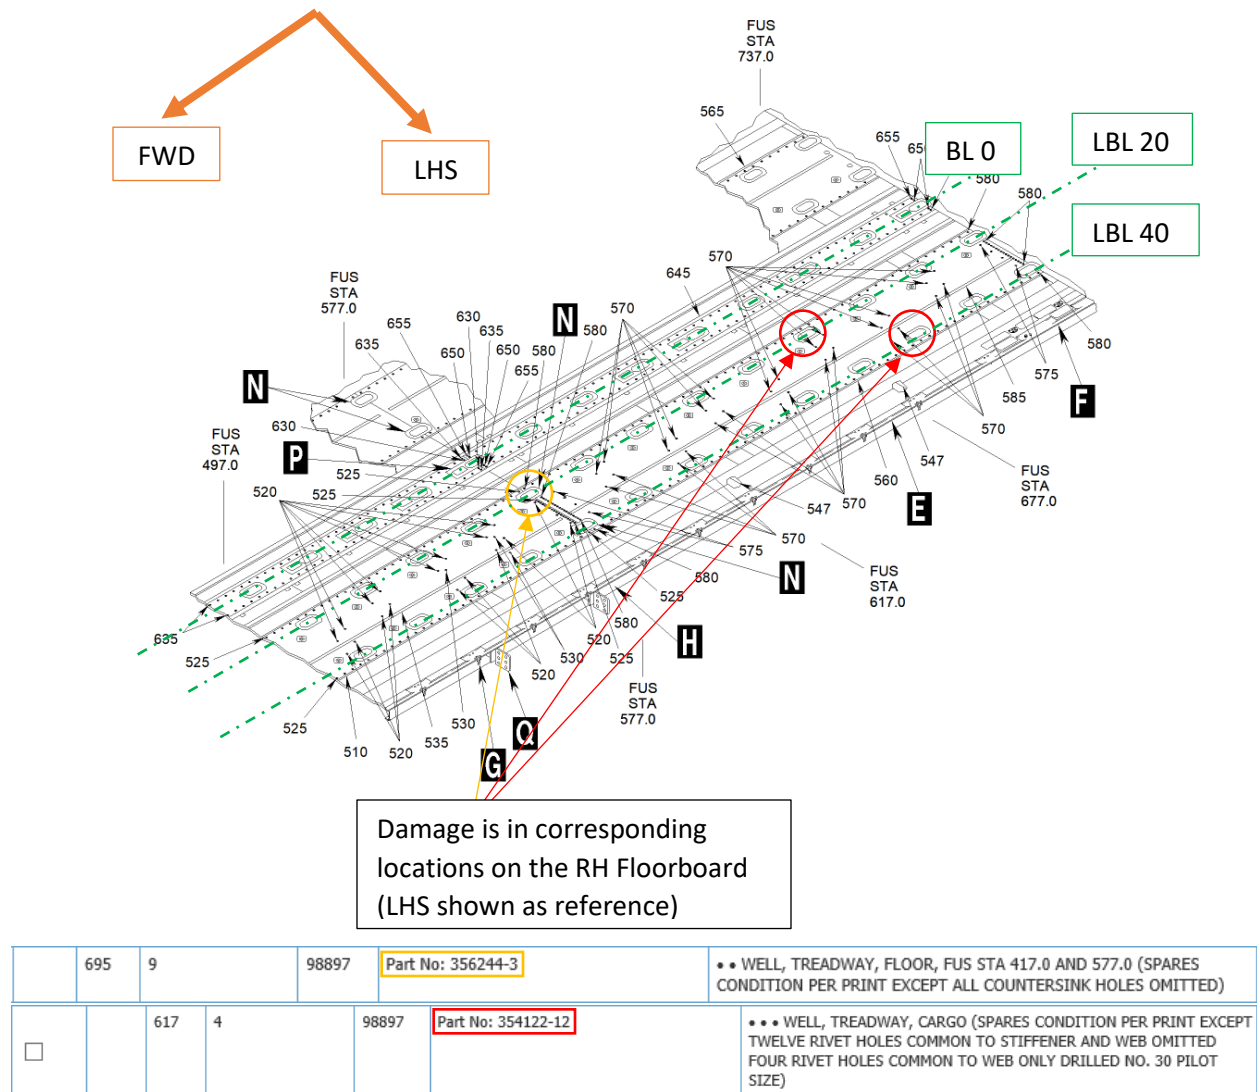 FUS
STA
737.0
565
FWD
LHS
655
650
BL 0
LBL 20
580
580
LBL 40
570
645
FUS
STA
577.0
655
630
635
650
655
635
650
N
580
570
580
N
580
575
F
585
570
630
FUS
STA
497.0
P
525
520
525
547
FUS
STA
677.0
560
E
547
570
570
575
N
FUS
STA
617.0
580
525
580
H
520
525
530
520
635
525
FUS
STA
577.0
525
510
520
535
530
Q
G
Damage is in corresponding
locations on the RH Floorboard
(LHS shown as reference)
695 9 98897 Part No: 356244-3 • • WELL, TREADWAY, FLOOR, FUS STA 417.0 AND 577.0 (SPARES
CONDITION PER PRINT EXCEPT ALL COUNTERSINK HOLES OMITTED)
617 4 98897 Part No: 354122-12 • • • WELL, TREADWAY, CARGO (SPARES CONDITION PER PRINT EXCEPT
TWELVE RIVET HOLES COMMON TO STIFFENER AND WEB OMITTED
FOUR RIVET HOLES COMMON TO WEB ONLY DRILLED NO. 30 PILOT
SIZE)